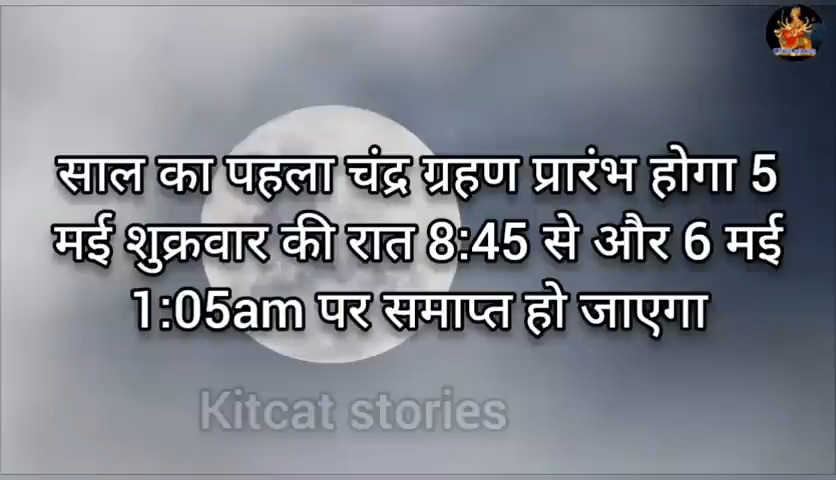 साल का पहला चंद्र ग्रहण प्रारंभ होगा 5
मई शुक्रवार की रात 8:45 से और 6 मई
1:05am पर समाप्त हो जाएगा
Kitcat stories